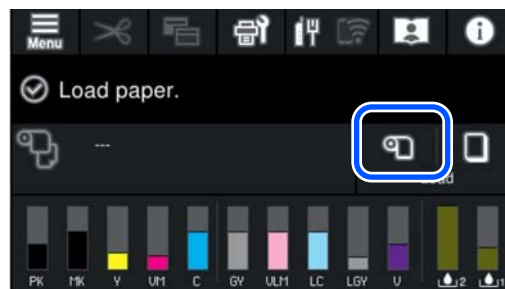 Menu
i
Load paper.
---
Load
PK MK Y VM C GY VLM LC LGY V 2 1